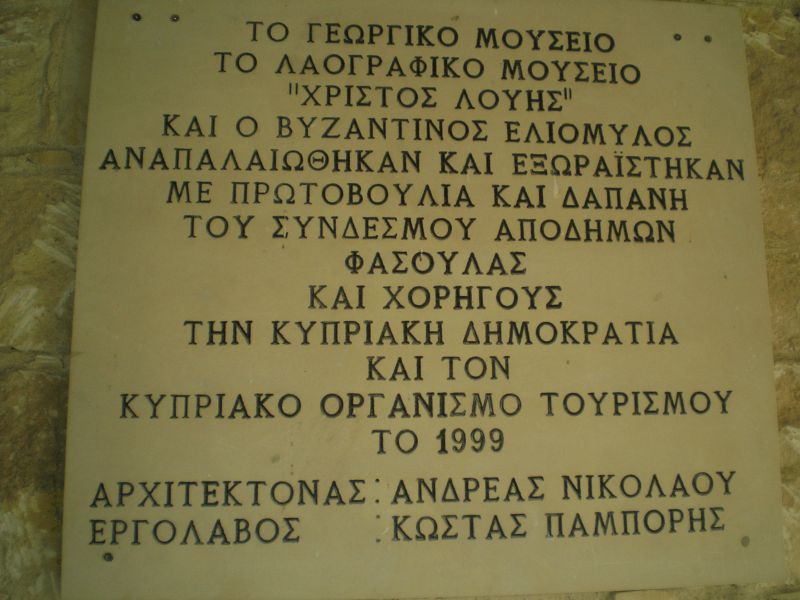 ΤΟ ΓΕΩΡΓΙΚΟ ΜΟΥΣΕΙΟ
ΤΟ ΛΑΟΓΡΑΦΙΚΟ ΜΟΥΣΕΙΟ
"ΧΡΙΣΤΟΣ ΛΟΥΗΣ"
ΚΑΙ Ο ΒΥΖΑΝΤΙΝΟΣ ΕΛΙΟΜΥΛΟΣ
ΑΝΑΠΑΛΑΙΩΘΗΚΑΝ ΚΑΙ ΕΞΩΡΑΪΣΤΗΚΑΝ
ΜΕ ΠΡΩΤΟΒΟΥΛΙΑ ΚΑΙ ΔΑΠΑΝΗ
ΤΟΥ ΣΥΝΔΕΣΜΟΥ ΑΠΟΔΗΜΩΝ
ΦΑΣΟΥΛΑΣ
ΚΑΙ ΧΟΡΗΓΟΥΣ
ΤΗΝ ΚΥΠΡΙΑΚΗ ΔΗΜΟΚΡΑΤΙΑ
ΚΑΙ ΤΟΝ
ΚΥΠΡΙΑΚΟ ΟΡΓΑΝΙΣΜΟ ΤΟΥΡΙΣΜΟΥ
ΤΟ 1999
ΑΡΧΙΤΕΚΤΟΝΑΣ : ΑΝΔΡΕΑΣ ΝΙΚΟΛΑΟΥ
ΕΡΓΟΛΑΒΟΣ : ΚΩΣΤΑΣ ΠΑΜΠΟΡΗΣ